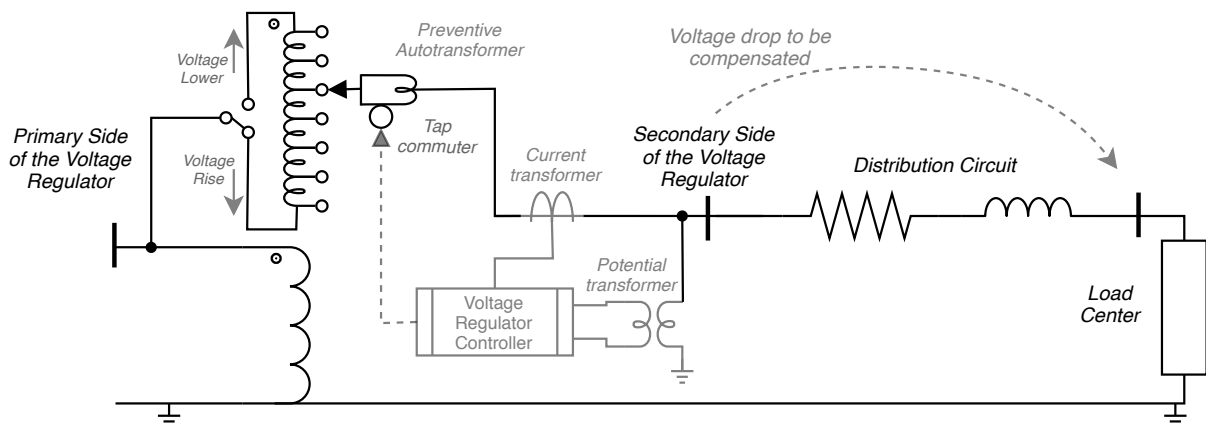 Preventive
Autotransformer
Voltage drop to be
compensated
Voltage
Lower
Primary Side
of the Voltage
Regulator
Voltage
Rise
Tap
commuter
Current
transformer
Secondary Side
of the Voltage
Regulator
Distribution Circuit
Potential
transformer
Voltage
Regulator
Controller
Load
Center